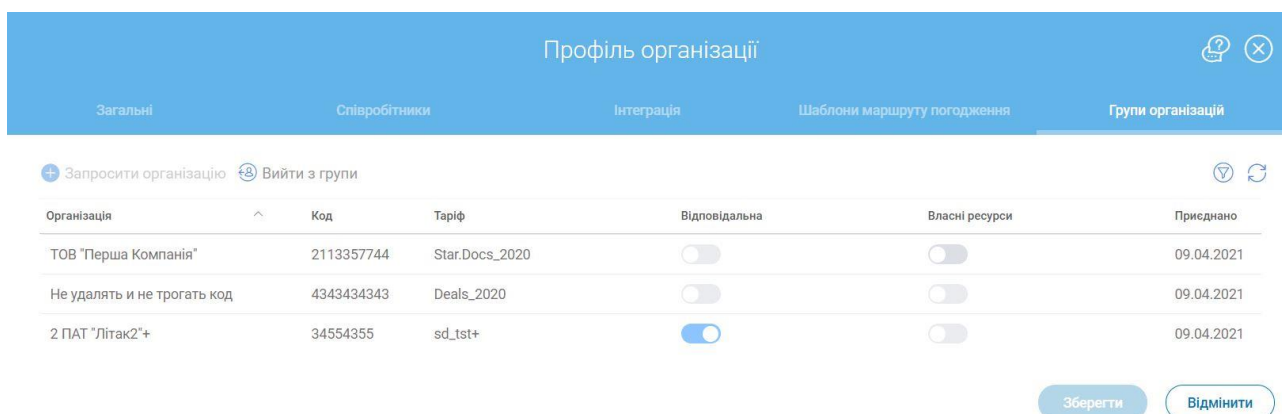 Профіль організації
Загальні Співробітники Інтеграція Шаблони маршруту погодження Групи організацій
Запросити організацію Вийти з групи
Організація Код Таріф Відповідальна Власні ресурси Приєднано
ТОВ "Перша Компанія" 2113357744 Star.Docs_2020 09.04.2021
Не удалять и не трогать код 4343434343 Deals_2020 09.04.2021
2 ПАТ "Літак2"+ 34554355 sd_tst+ 09.04.2021
Зберегти Відмінити